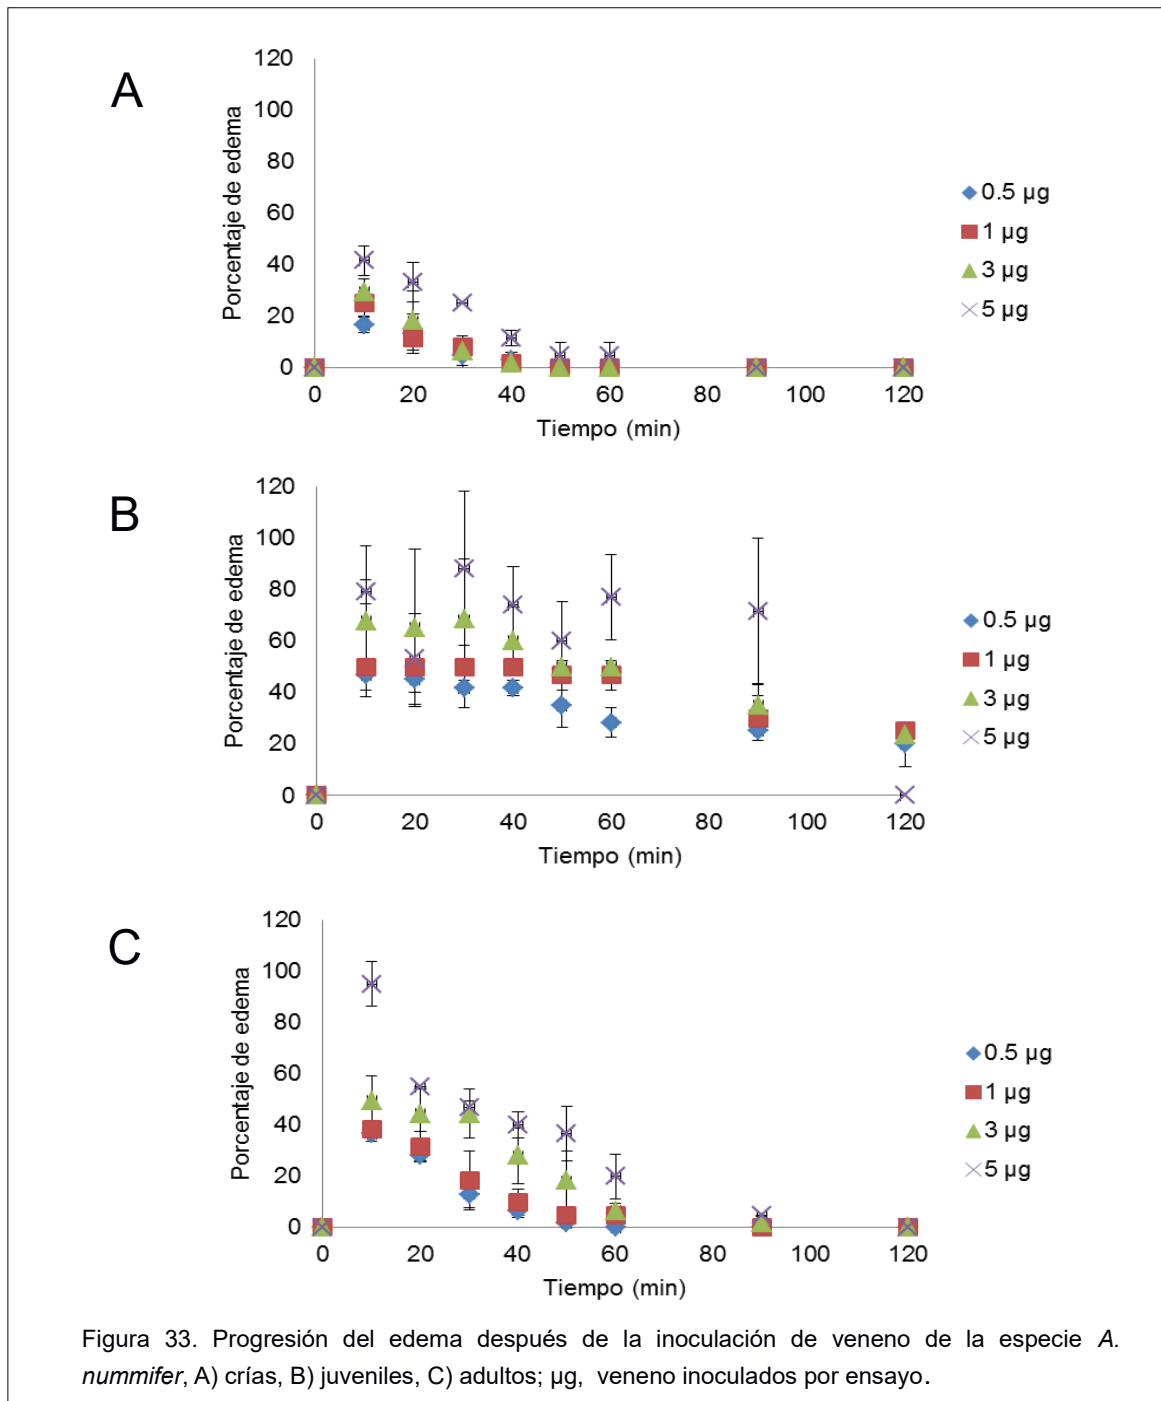 A
120
100
80
60
40
20
0
Porcentaje de edema
0 20 40 60 80 100 120
Tiempo (min)
0.5 µg
1 µg
3 µg
5 µg
B
120
100
80
60
40
20
0
Porcentaje de edema
0 20 40 60 80 100 120
Tiempo (min)
0.5 µg
1 µg
3 µg
5 µg
C
120
100
80
60
40
20
0
Porcentaje de edema
0 20 40 60 80 100 120
Tiempo (min)
0.5 µg
1 µg
3 µg
5 µg
Figura 33. Progresión del edema después de la inoculación de veneno de la especie A.
nummifer, A) crías, B) juveniles, C) adultos; µg, veneno inoculados por ensayo.